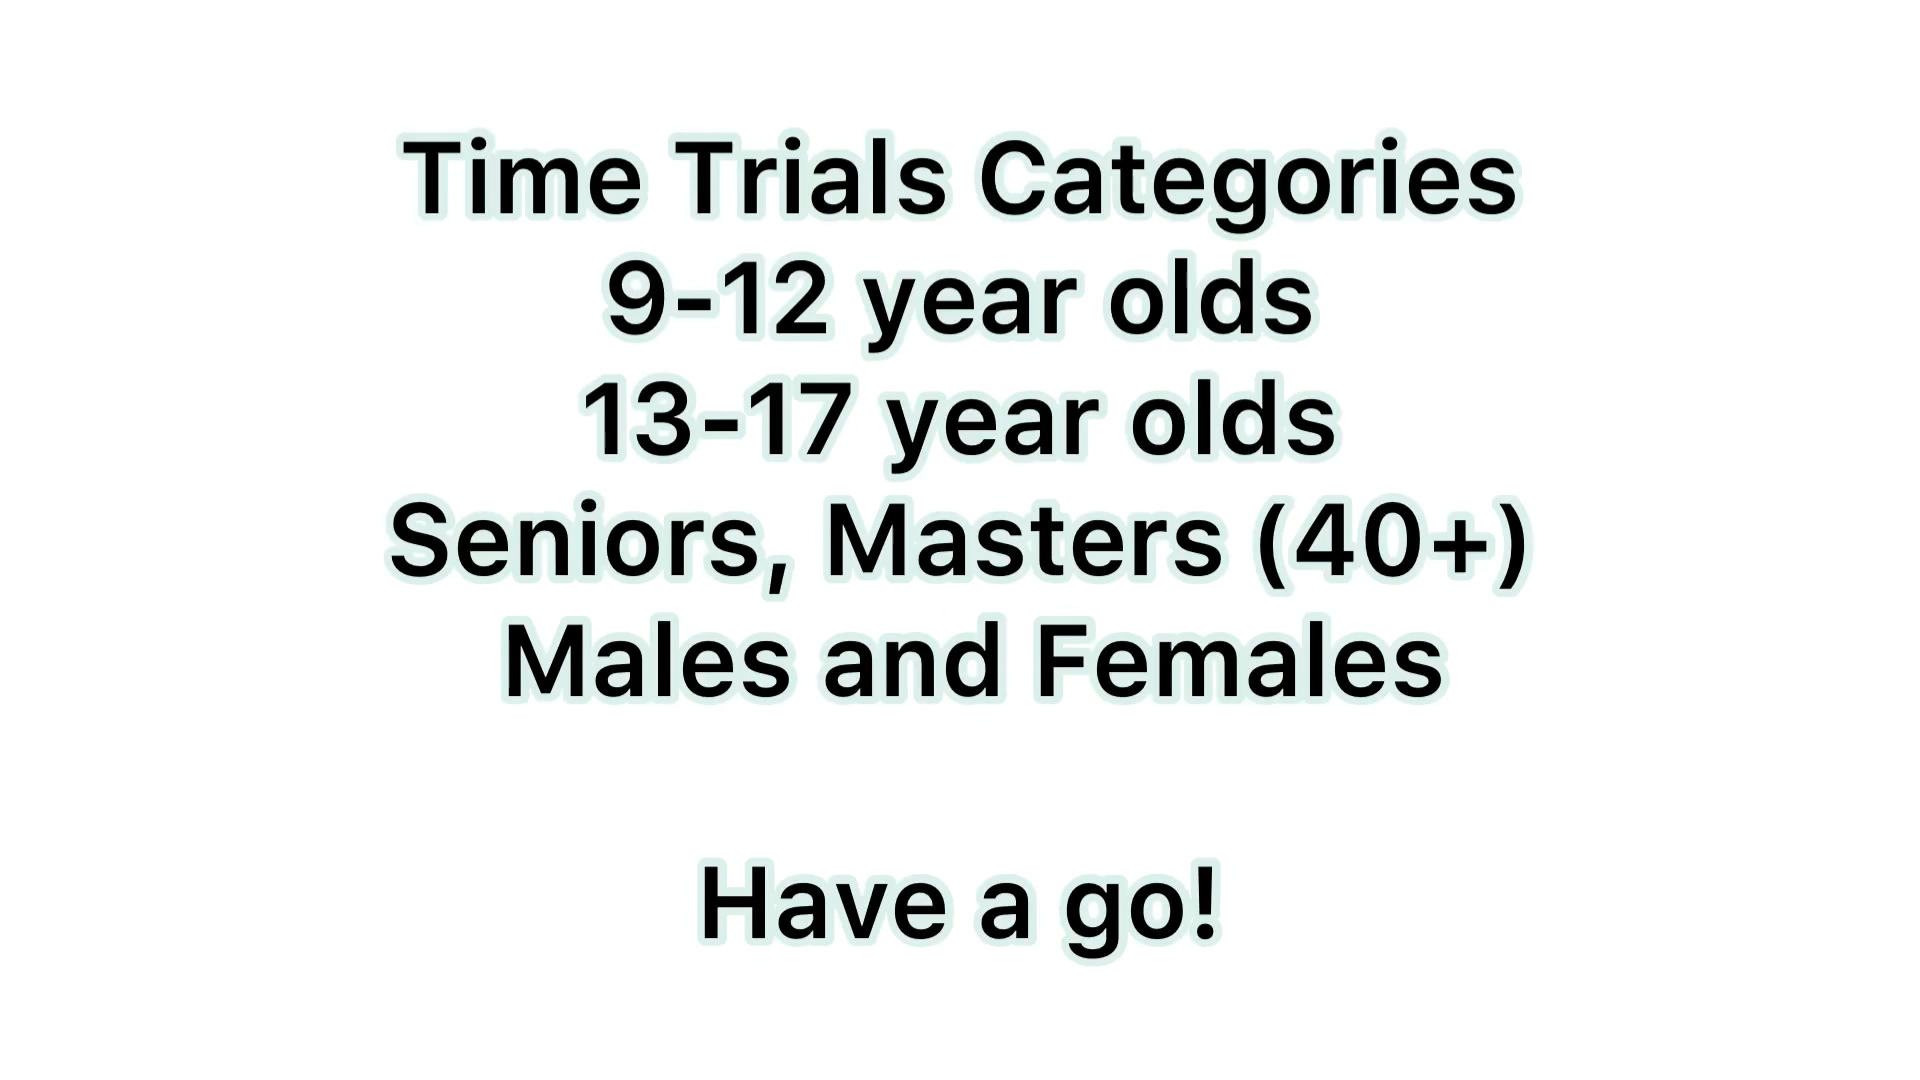 Time Trials Categories
9-12 year olds
13-17 year olds
Seniors, Masters (40+)
Males and Females
Have a go!